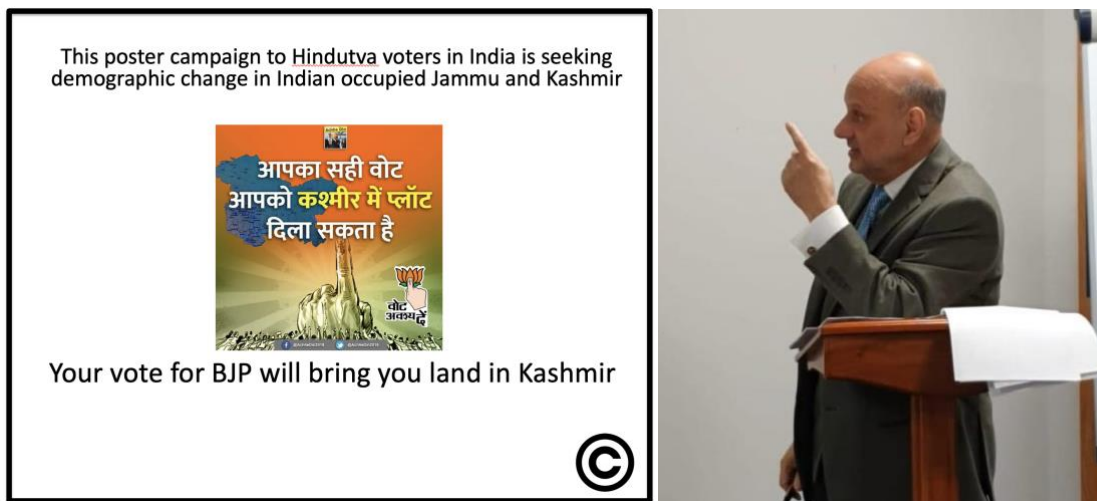 This poster campaign to Hindutva voters in India is seeking
demographic change in Indian occupied Jammu and Kashmir
आपका सही वोट
आपको कश्मीर में प्लॉट
दिला सकता है
वोट
अवश्य दें
Your vote for BJP will bring you land in Kashmir
©